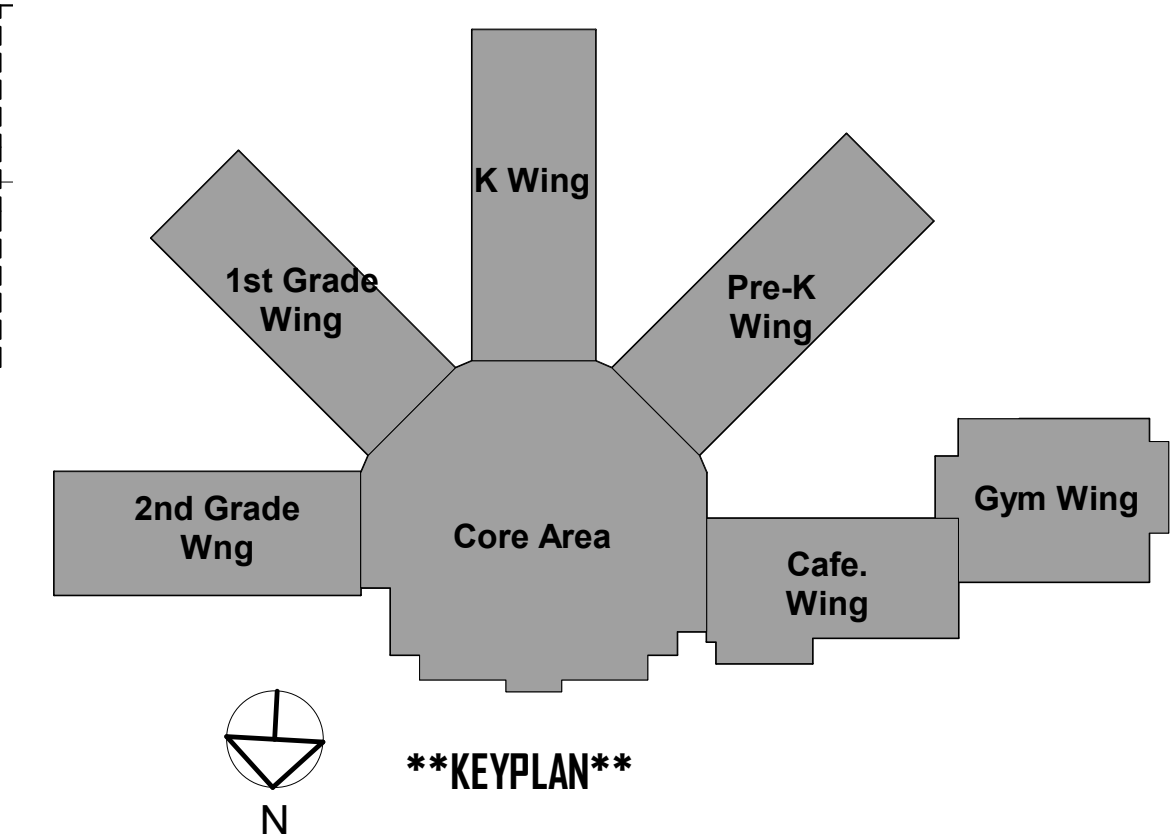 K Wing
1st Grade
Wing
Pre-K
Wing
2nd Grade
Wng
Core Area
Gym Wing
Cafe.
Wing
**KEYPLAN**
N